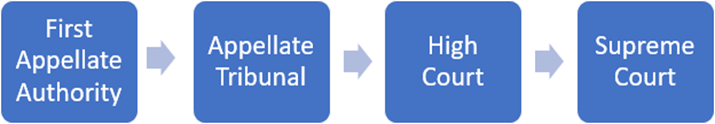 First
Appellate
Authority
Appellate
Tribunal
High
Court
Supreme
Court